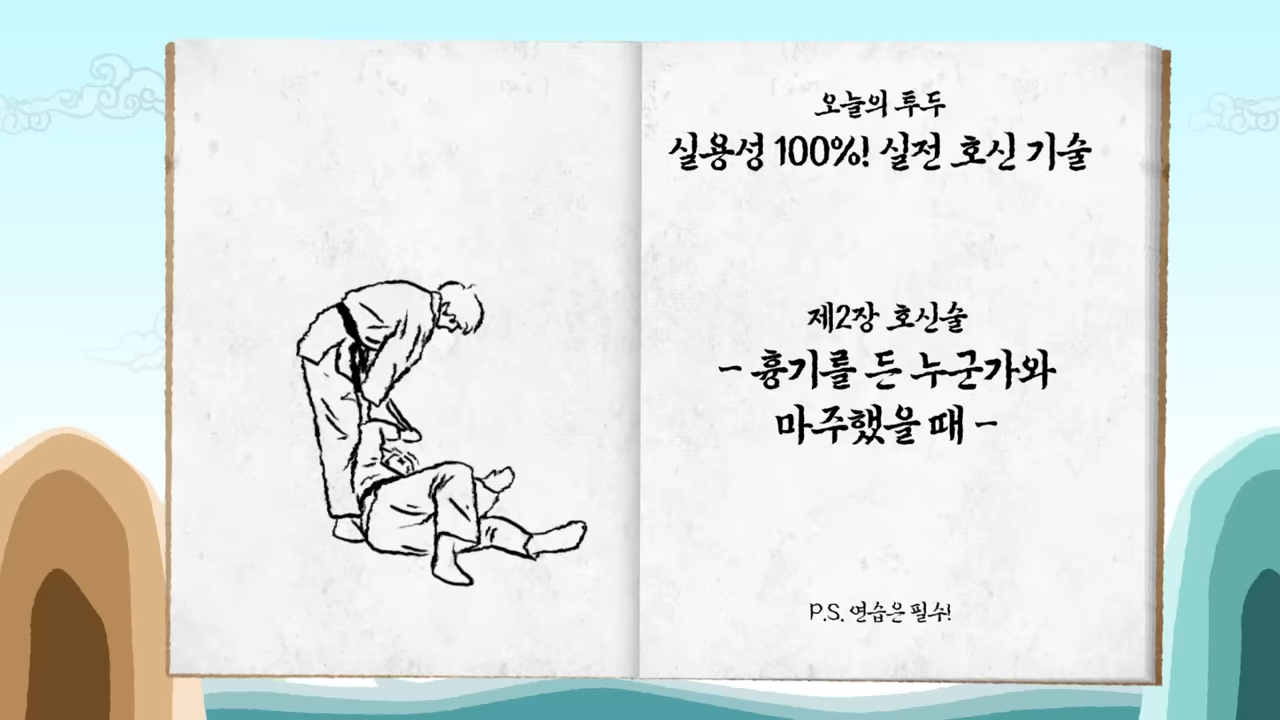 오늘의 투두
실용성 100%! 실전 호신 기술
제2장 호신술
- 흉기를 든 누군가와
마주했을 때 -
P.S. 연습은 필수!